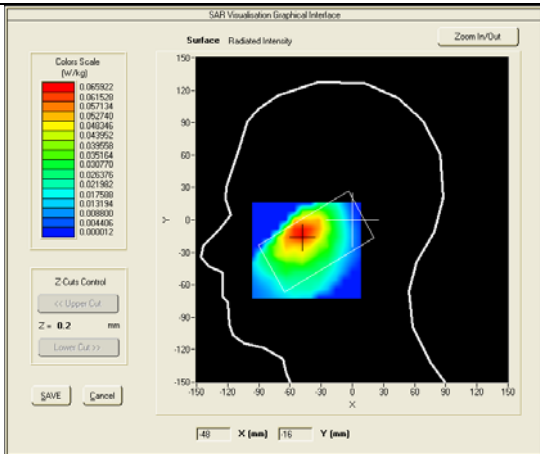 SAR Visualisation Graphical Interface
Surface Radiated Intensity
Zoom In/Out
Colors Scale
(W/kg)
0.065922
0.061528
0.057134
0.052740
0.048346
0.043952
0.039558
0.035164
0.030770
0.026376
0.021982
0.017588
0.013194
0.008800
0.004406
0.000012
Z Cuts Control
<< Upper Cut
Z = 0.2 mm
Lower Cut >>
SAVE Cancel
150
120
90
60
30
Y 0
-30
-60
-90
-120
-150
-150 -120 -90 -60 -30 0 30 60 90 120 150
X
-48 X (mm) -16 Y (mm)